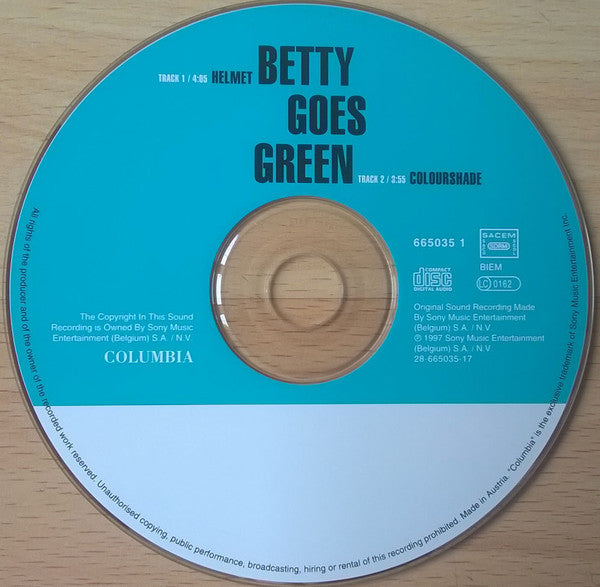 TRACK 1 / 4:05 HELMET BETTY
GOES
GREEN TRACK 2 / 3:55 COLOURSHADE
665035 1
SACEM
SDRM
BIEM
COMPACT
disc
DIGITAL AUDIO
LC 0162
The Copyright In This Sound
Recording is Owned By Sony Music
Entertainment (Belgium) S.A. / N.V.
COLUMBIA
Original Sound Recording Made
By Sony Music Entertainment
(Belgium) S.A. / N.V.
℗ 1997 Sony Music Entertainment
(Belgium) S.A. / N.V.
28-665035-17
All rights of the producer and of the owner of the recorded work reserved. Unauthorised copying, public performance, broadcasting, hiring or rental of this recording prohibited. Made in Austria. "Columbia" is the exclusive trademark of Sony Music Entertainment Inc.